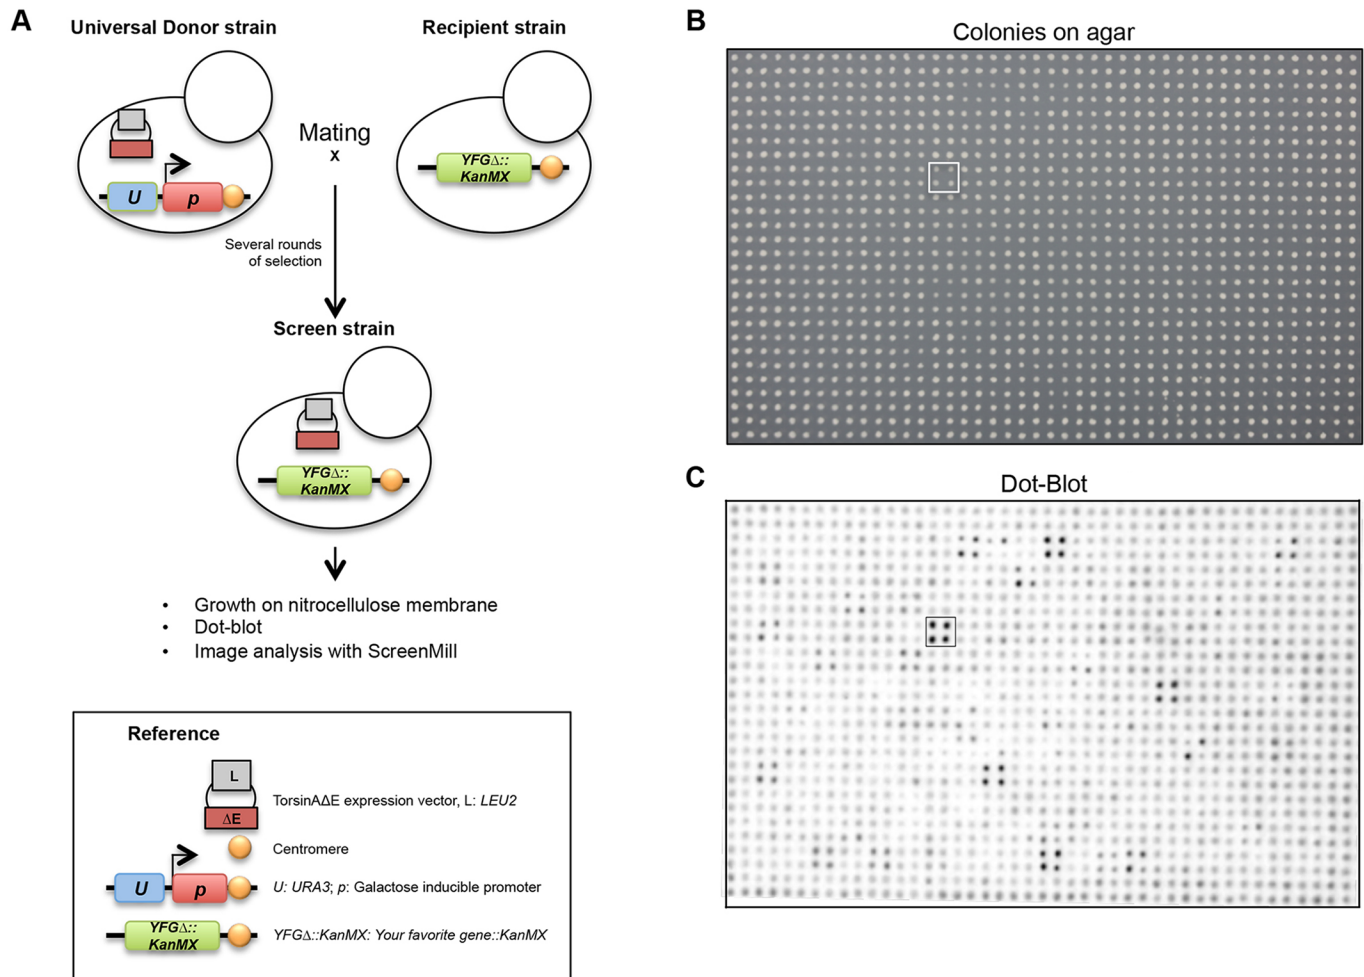 A
Universal Donor strain
Recipient strain
Mating
x
U
p
YFGΔ::
KanMX
Several rounds
of selection
Screen strain
YFGΔ::
KanMX
• Growth on nitrocellulose membrane
• Dot-blot
• Image analysis with ScreenMill
Reference
L
ΔE
TorsinAΔE expression vector, L: LEU2
Centromere
U
p
U: URA3; p: Galactose inducible promoter
YFGΔ::
KanMX
YFGΔ::KanMX: Your favorite gene::KanMX
B
Colonies on agar
C
Dot-Blot